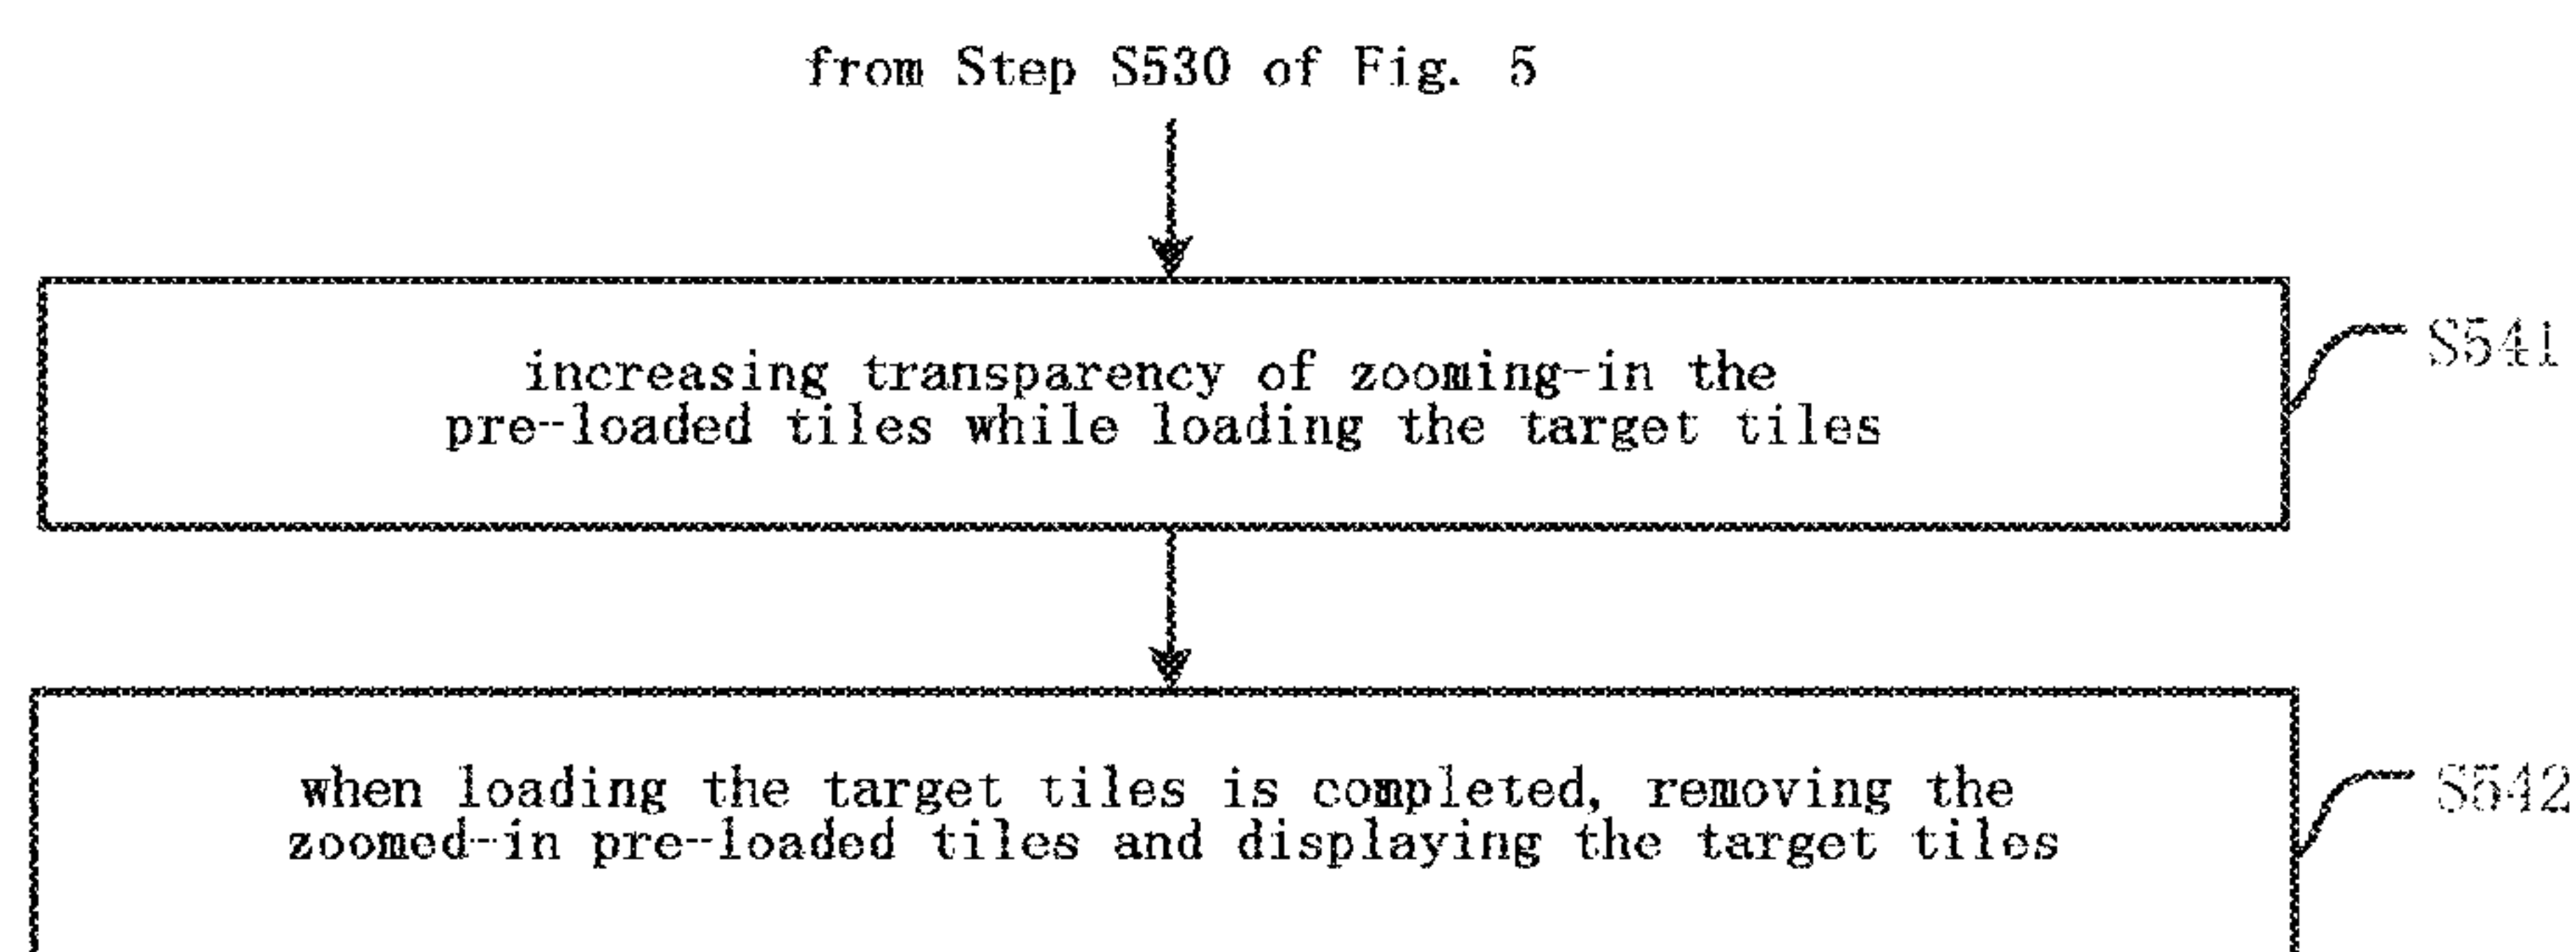 from Step S530 of Fig. 5
increasing transparency of zooming-in the
S541
pre-loaded tiles while loading the target tiles
when loading the target tiles is completed, removing the
S542
zoomed-in pre-loaded tiles and displaying the target tiles